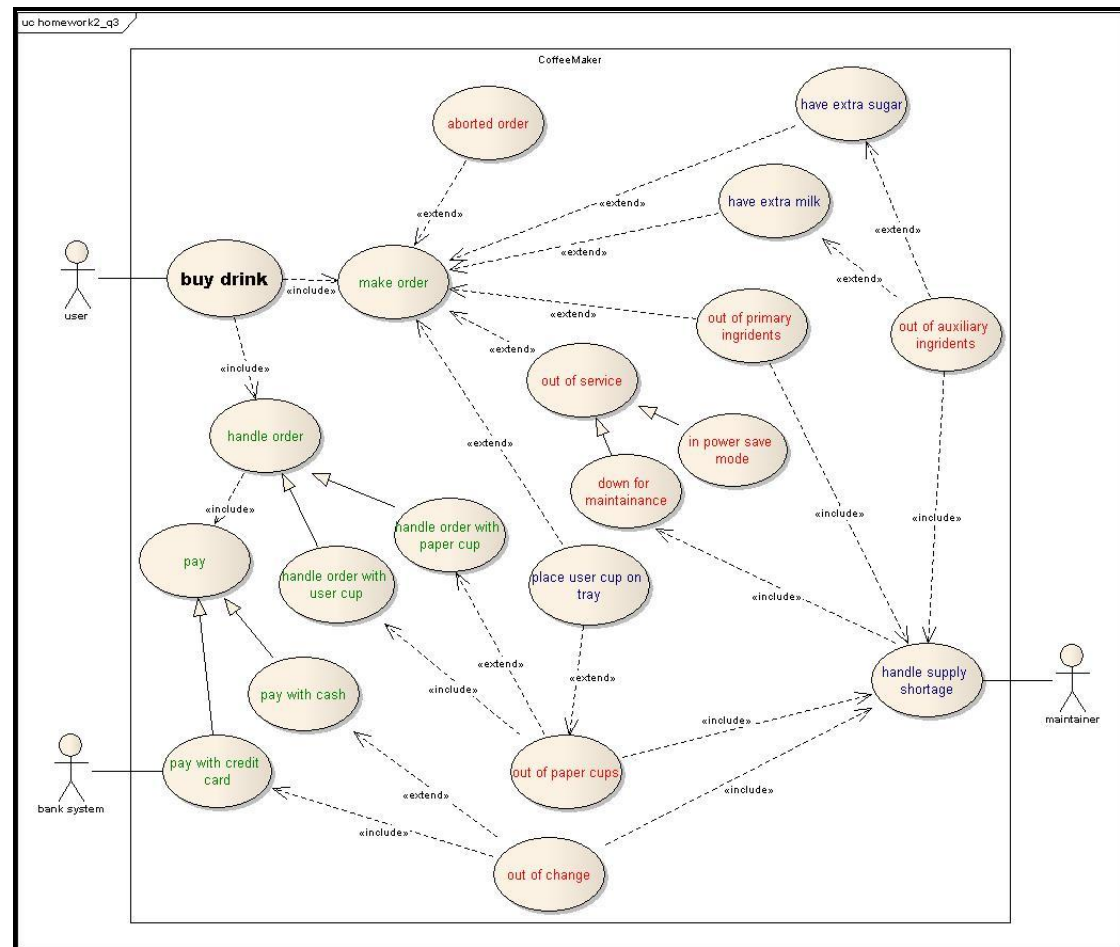 uc homework2_q3
CoffeeMaker
aborted order
have extra sugar
«extend»
have extra milk
«extend»
«extend»
«extend»
«extend»
user
buy drink
«include»
make order
«extend»
out of primary
ingridents
out of auxiliary
ingridents
«extend»
out of service
«include»
handle order
«extend»
in power save
mode
down for
maintainance
«include»
«include»
«include»
handle order with
paper cup
pay
handle order with
user cup
place user cup on
tray
«include»
handle supply
shortage
maintainer
«extend»
«include»
«extend»
pay with cash
«include»
pay with credit
card
bank system
out of paper cups
«extend»
«include»
«include»
out of change